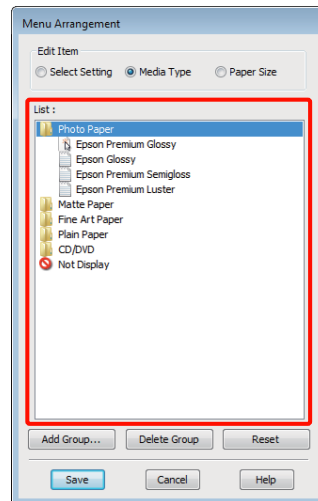 Menu Arrangement
Edit Item
Select Setting Media Type Paper Size
List :
Photo Paper
Epson Premium Glossy
Epson Glossy
Epson Premium Semigloss
Epson Premium Luster
Matte Paper
Fine Art Paper
Plain Paper
CD/DVD
Not Display
Add Group... Delete Group Reset
Save Cancel Help